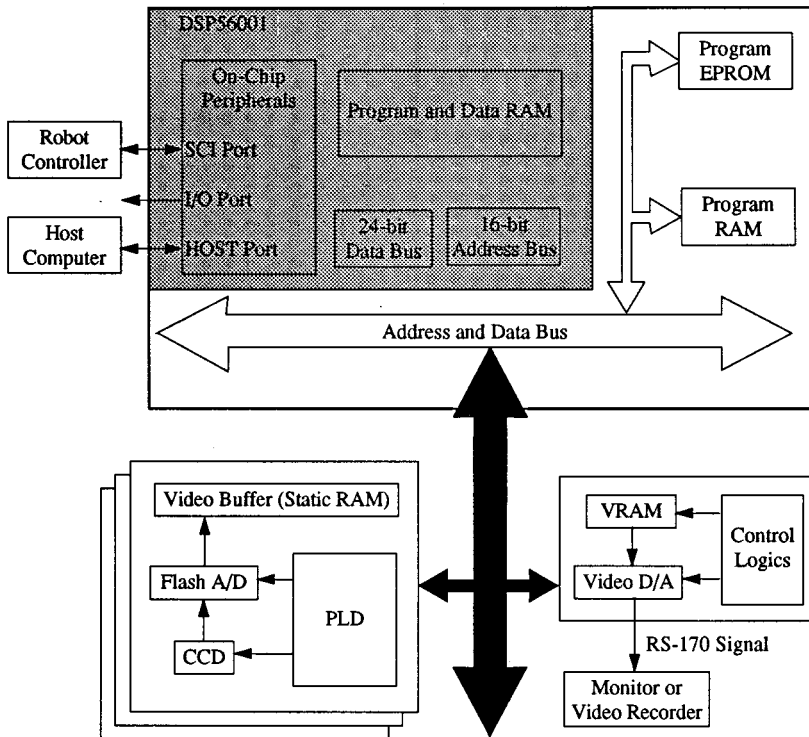 DSP56001
On-Chip
Peripherals
SCI Port
I/O Port
HOST Port
Program and Data RAM
24-bit
Data Bus
16-bit
Address Bus
Robot
Controller
Host
Computer
Program
EPROM
Program
RAM
Address and Data Bus
Video Buffer (Static RAM)
Flash A/D
CCD
PLD
VRAM
Video D/A
Control
Logics
RS-170 Signal
Monitor or
Video Recorder